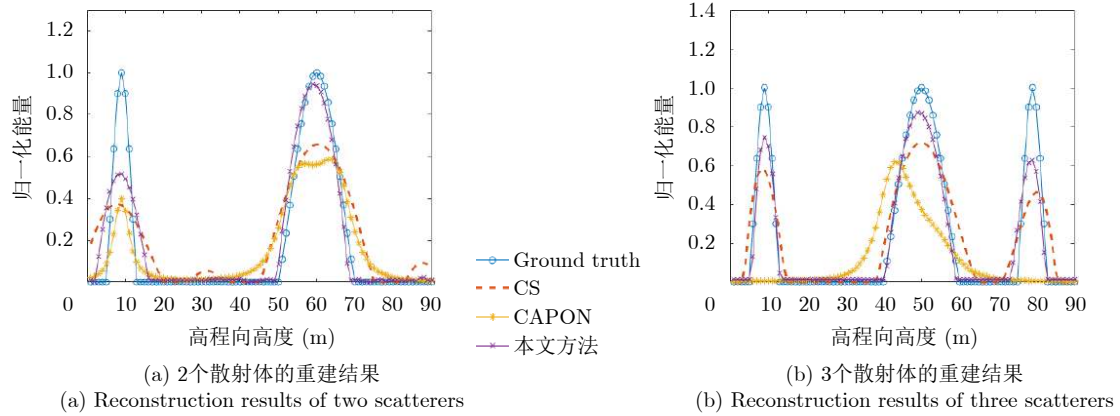 1.2
1.0
0.8
0.6
0.4
0.2
归一化能量
0 10 20 30 40 50 60 70 80 90
高程向高度 (m)
(a) 2个散射体的重建结果
(a) Reconstruction results of two scatterers
Ground truth
CS
CAPON
本文方法
1.4
1.2
1.0
0.8
0.6
0.4
0.2
归一化能量
0 10 20 30 40 50 60 70 80 90
高程向高度 (m)
(b) 3个散射体的重建结果
(b) Reconstruction results of three scatterers